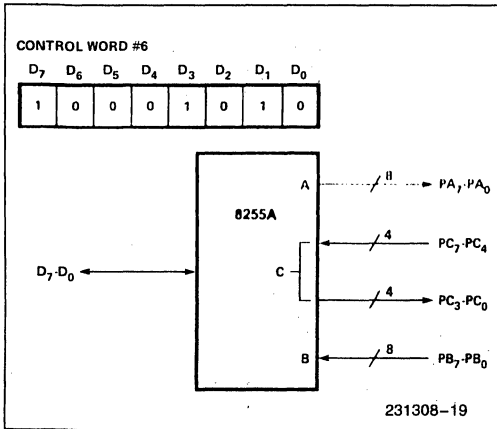 CONTROL WORD #6
D7 D6 D5 D4 D3 D2 D1 D0
1 0 0 0 1 0 1 0
8255A
A
8
PA7-PA0
4
PC7-PC4
D7-D0
C
4
PC3-PC0
B
8
PB7-PB0
231308-19